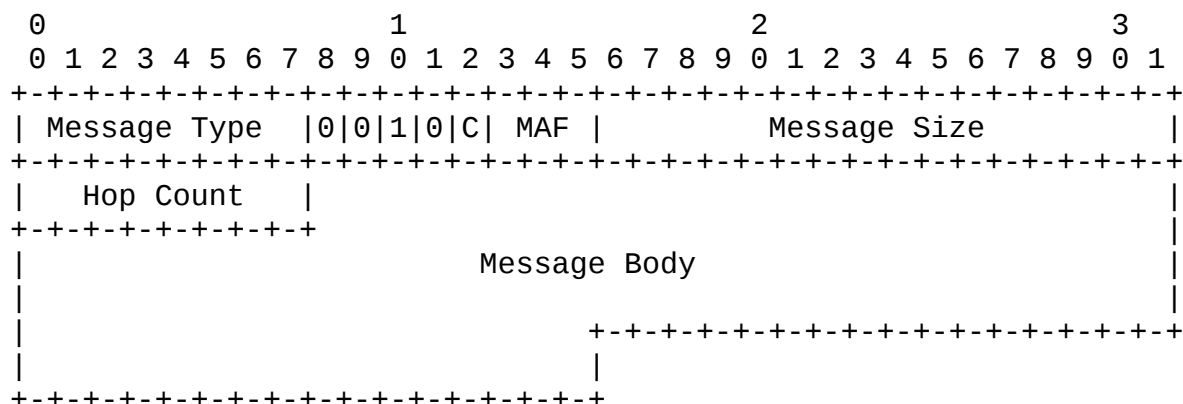 0                   1                   2                   3
 0 1 2 3 4 5 6 7 8 9 0 1 2 3 4 5 6 7 8 9 0 1 2 3 4 5 6 7 8 9 0 1
+-+-+-+-+-+-+-+-+-+-+-+-+-+-+-+-+-+-+-+-+-+-+-+-+-+-+-+-+-+-+-+-+
| Message Type  |0|0|1|0|C| MAF |         Message Size          |
+-+-+-+-+-+-+-+-+-+-+-+-+-+-+-+-+-+-+-+-+-+-+-+-+-+-+-+-+-+-+-+-+
|   Hop Count   |                                               |
+-+-+-+-+-+-+-+-+                                               |
|                         Message Body                          |
|                                                               |
|                               +-+-+-+-+-+-+-+-+-+-+-+-+-+-+-+-+
|                               |
+-+-+-+-+-+-+-+-+-+-+-+-+-+-+-+-+